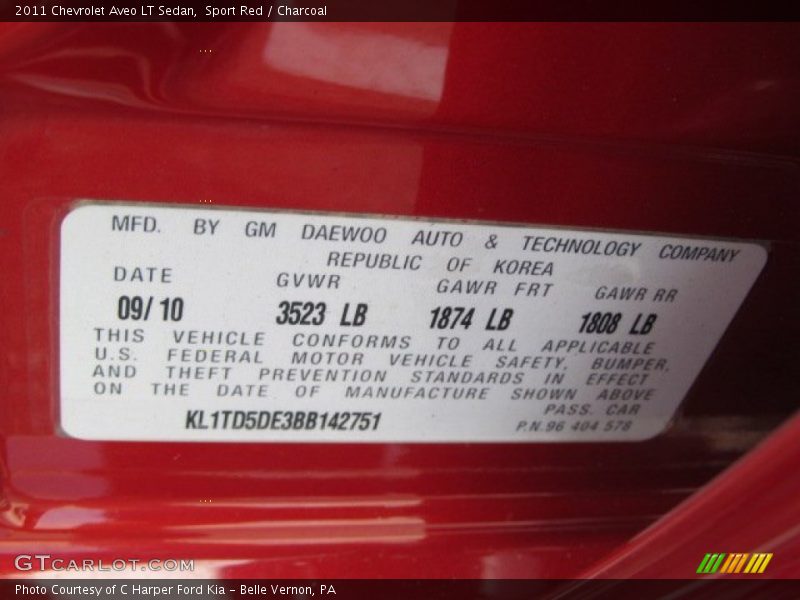 2011 Chevrolet Aveo LT Sedan, Sport Red / Charcoal
MFD. BY GM DAEWOO AUTO & TECHNOLOGY COMPANY
REPUBLIC OF KOREA
DATE GVWR GAWR FRT GAWR RR
09/10 3523 LB 1874 LB 1808 LB
THIS VEHICLE CONFORMS TO ALL APPLICABLE
U.S. FEDERAL MOTOR VEHICLE SAFETY, BUMPER,
AND THEFT PREVENTION STANDARDS IN EFFECT
ON THE DATE OF MANUFACTURE SHOWN ABOVE
PASS. CAR
KL1TD5DE3BB142751
P.N.96 404 578
GTCARLOT.COM
Photo Courtesy of C Harper Ford Kia – Belle Vernon, PA